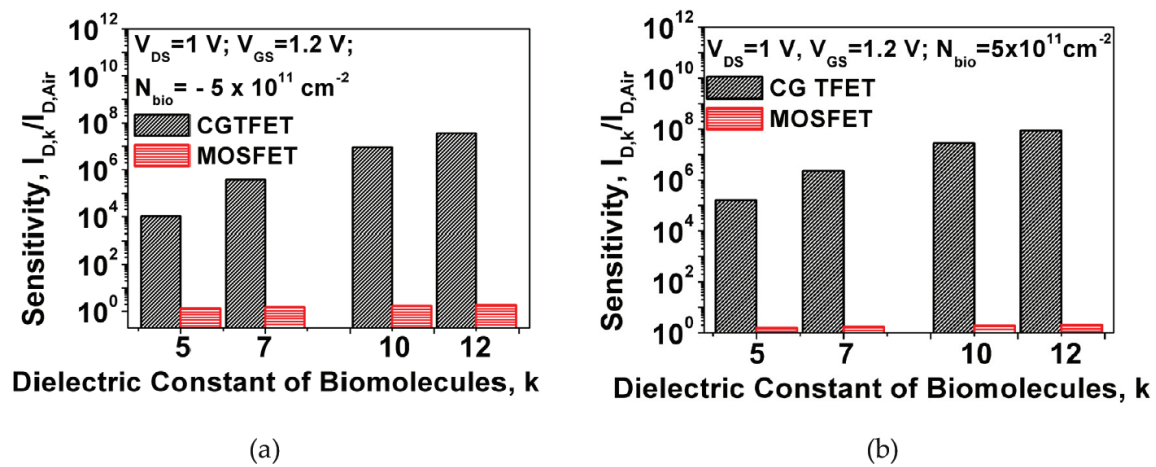 10¹²
10¹⁰
10⁸
10⁶
10⁴
10²
10⁰
Sensitivity, I_D,k/I_D,Air
V_DS=1 V; V_GS=1.2 V;
N_bio= - 5 x 10¹¹ cm⁻²
CGTFET
MOSFET
5 7 10 12
Dielectric Constant of Biomolecules, k
(a)
10¹²
10¹⁰
10⁸
10⁶
10⁴
10²
10⁰
Sensitivity, I_D,k/I_D,Air
V_DS=1 V, V_GS=1.2 V; N_bio=5x10¹¹cm⁻²
CG TFET
MOSFET
5 7 10 12
Dielectric Constant of Biomolecules, k
(b)